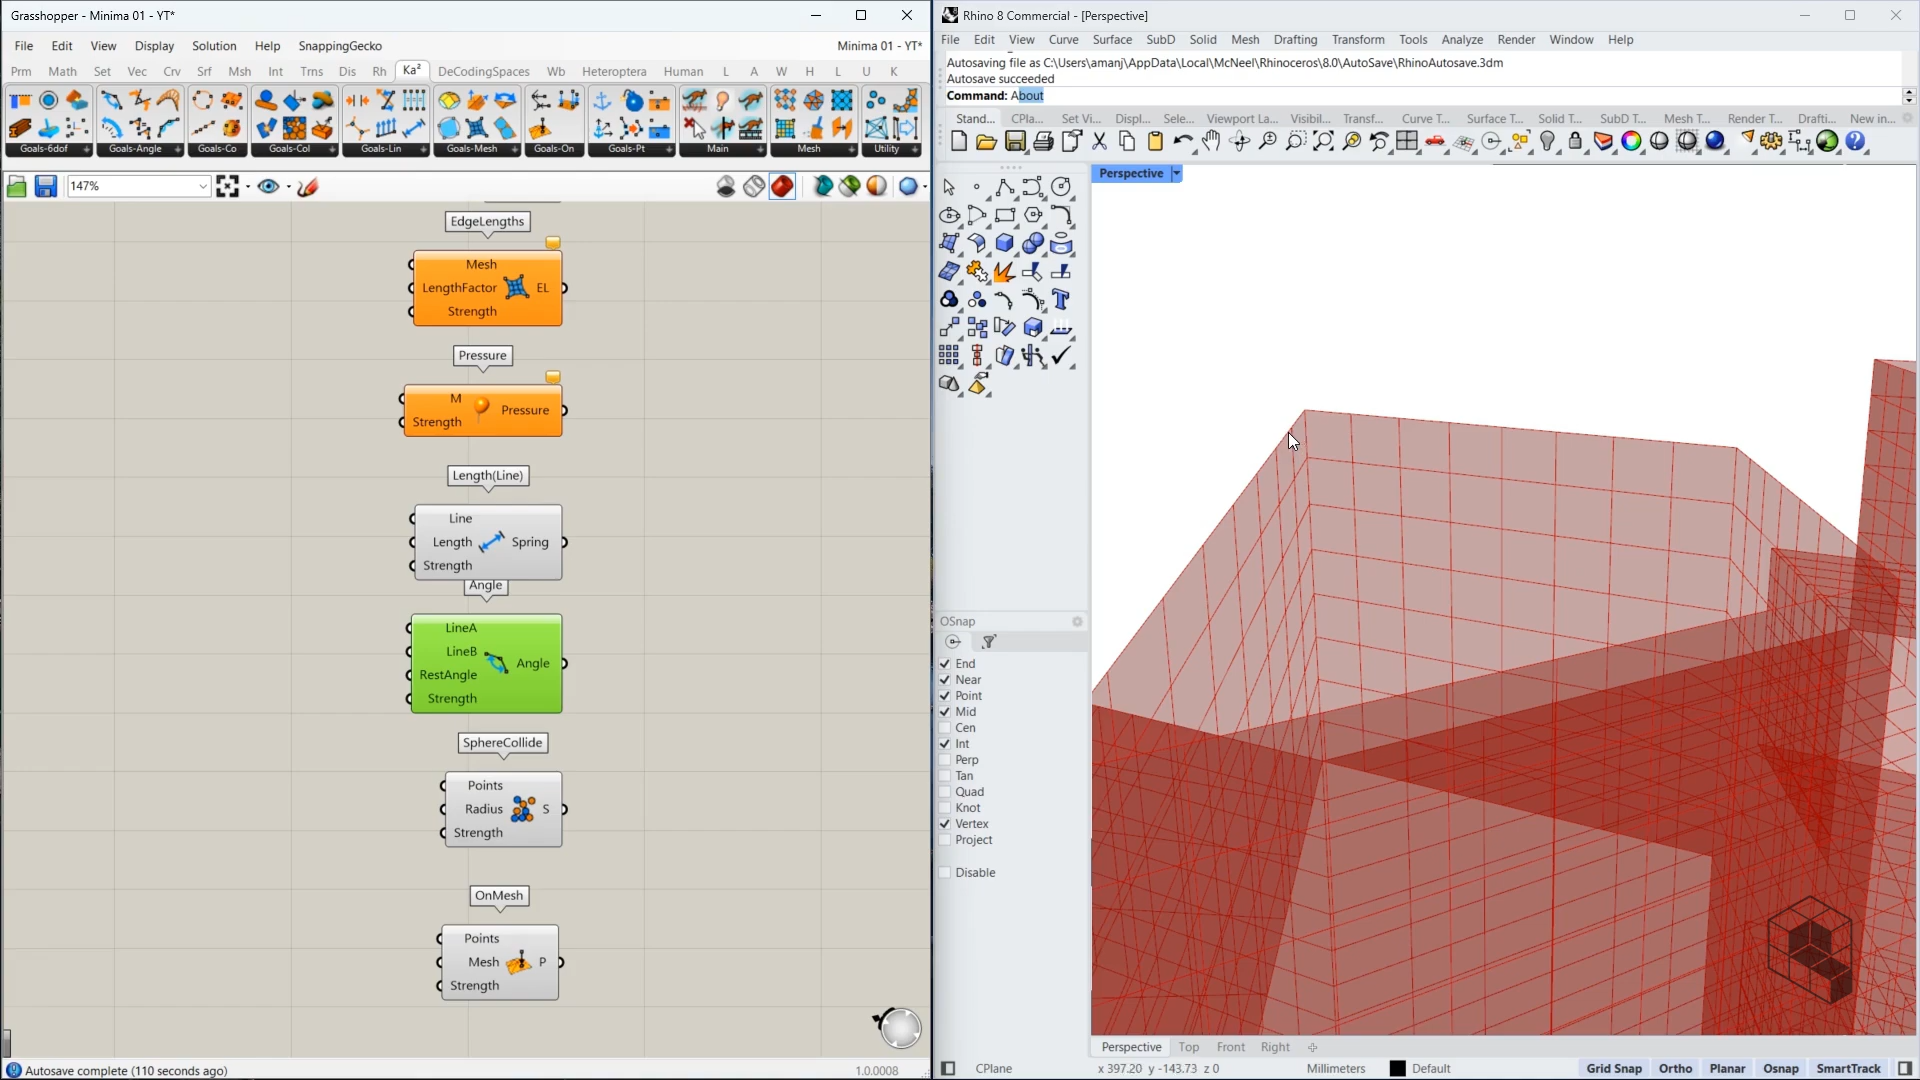 Grasshopper - Minima 01 - YT*
File Edit View Display Solution Help SnappingGecko Minima 01 - YT*
Prm Math Set Vec Crv Srf Msh Int Trns Dis Rh Ka² DeCodingSpaces Wb Heteroptera Human L A W H L U K
Goals-6dof Goals-Angle Goals-Co Goals-Col Goals-Lin Goals-Mesh Goals-On Goals-Pt Main Mesh Utility
147%
EdgeLengths
Mesh
LengthFactor EL
Strength
Pressure
M
Pressure
Strength
Length(Line)
Line
Length Spring
Strength
Angle
LineA
LineB
Angle
RestAngle
Strength
SphereCollide
Points
Radius S
Strength
OnMesh
Points
Mesh P
Strength
Autosave complete (110 seconds ago) 1.0.0008
Rhino 8 Commercial - [Perspective]
File Edit View Curve Surface SubD Solid Mesh Drafting Transform Tools Analyze Render Window Help
Autosaving file as C:\Users\amanj\AppData\Local\McNeel\Rhinoceros\8.0\AutoSave\RhinoAutosave.3dm
Autosave succeeded
Command: About
Stand... CPla... Set Vi... Displ... Sele... Viewport La... Visibil... Transf... Curve T... Surface T... Solid T... SubD T... Mesh T... Render T... Drafti... New in...
Perspective
OSnap
End
Near
Point
Mid
Cen
Int
Perp
Tan
Quad
Knot
Vertex
Project
Disable
Perspective Top Front Right
CPlane x 397.20 y -143.73 z 0 Millimeters Default Grid Snap Ortho Planar Osnap SmartTrack